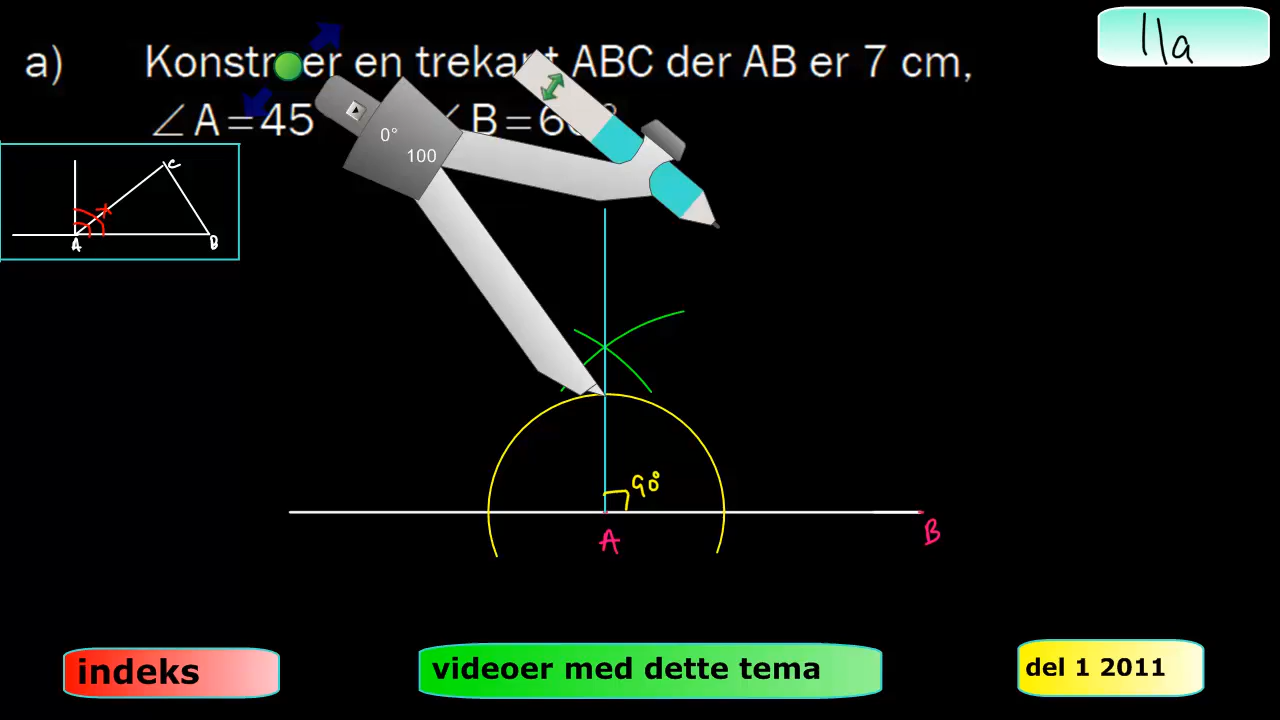 11a
a) Konstr er en trekant ABC der AB er 7 cm,
∠A=45 ∠B=6 °
C
A B
0°
100
90°
A B
indeks
videoer med dette tema
del 1 2011